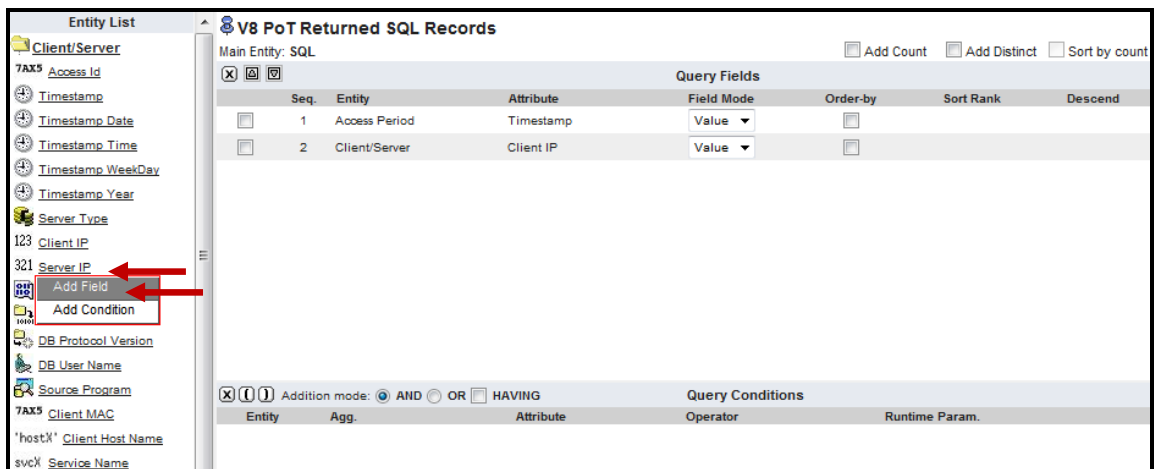 Entity List
Client/Server
7AX5 Access Id
Timestamp
Timestamp Date
Timestamp Time
Timestamp WeekDay
Timestamp Year
Server Type
123 Client IP
321 Server IP
Add Field
Add Condition
DB Protocol Version
DB User Name
Source Program
7AX5 Client MAC
"hostX" Client Host Name
svcX Service Name
V8 PoT Returned SQL Records
Main Entity: SQL
Add Count Add Distinct Sort by count
Query Fields
Seq. Entity Attribute Field Mode Order-by Sort Rank Descend
1 Access Period Timestamp Value
2 Client/Server Client IP Value
Addition mode: AND OR HAVING Query Conditions
Entity Agg. Attribute Operator Runtime Param.